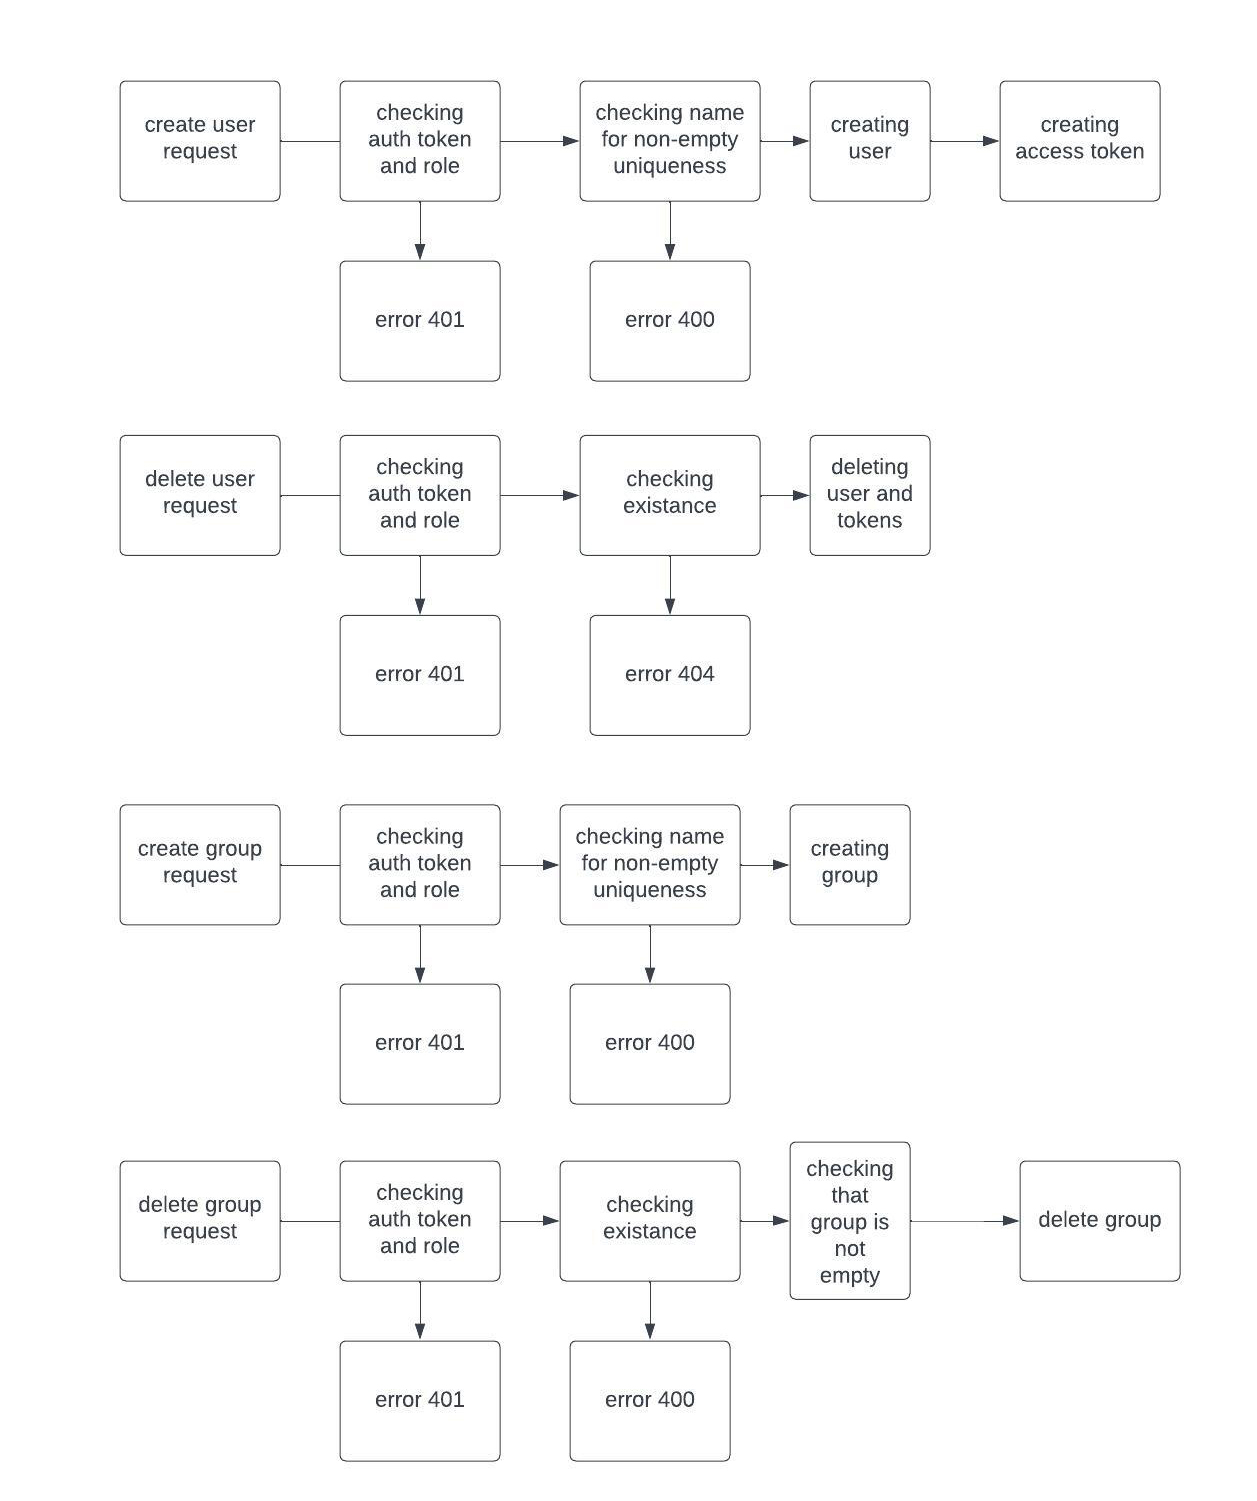 create user
request
checking
auth token
and role
checking name
for non-empty
uniqueness
creating
user
creating
access token
error 401
error 400
delete user
request
checking
auth token
and role
checking
existance
deleting
user and
tokens
error 401
error 404
create group
request
checking
auth token
and role
checking name
for non-empty
uniqueness
creating
group
error 401
error 400
delete group
request
checking
auth token
and role
checking
existance
checking
that
group is
not
empty
delete group
error 401
error 400